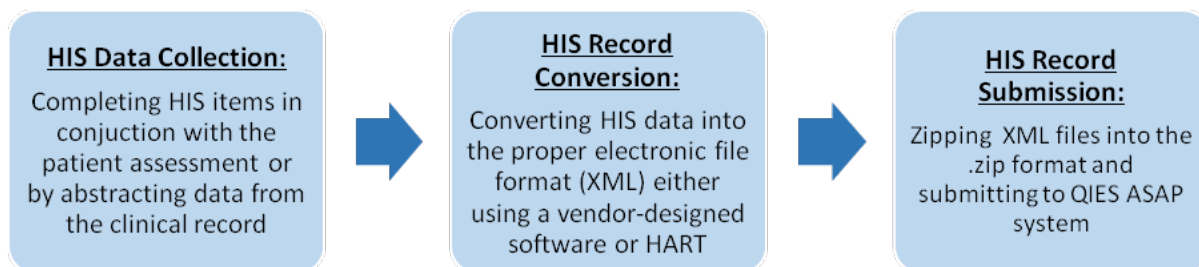 HIS Data Collection:
Completing HIS items in
conjuction with the
patient assessment or
by abstracting data from
the clinical record
HIS Record
Conversion:
Converting HIS data into
the proper electronic file
format (XML) either
using a vendor-designed
software or HART
HIS Record
Submission:
Zipping XML files into the
.zip format and
submitting to QIES ASAP
system